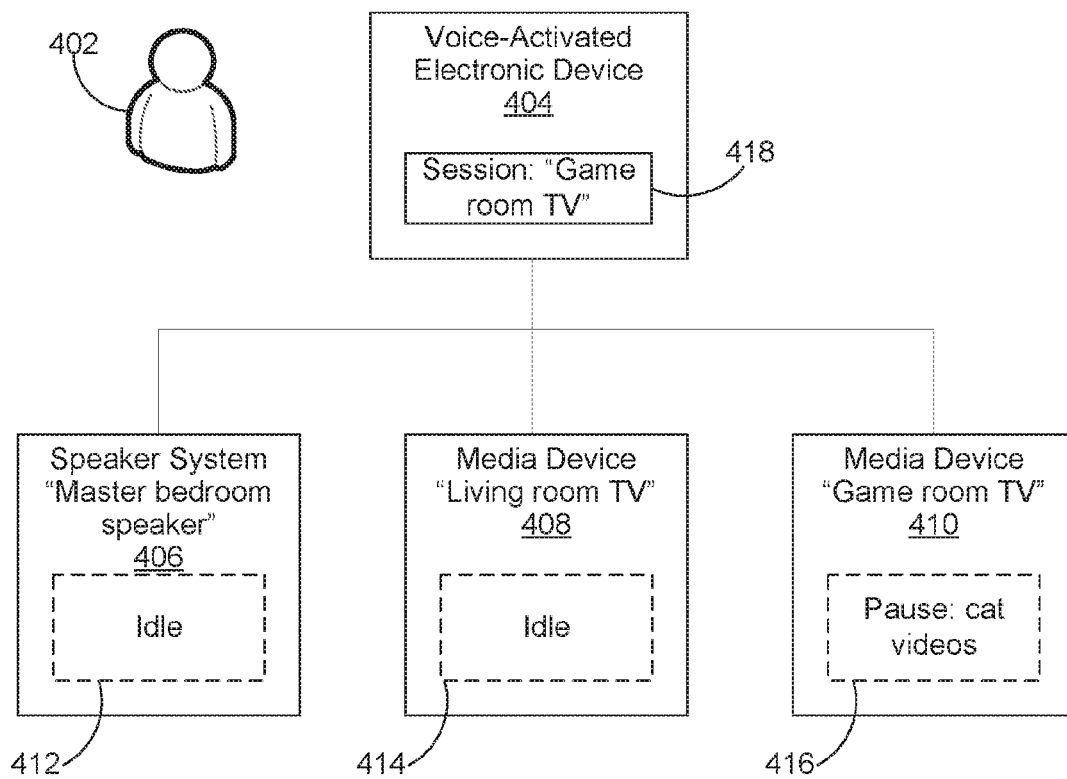 402
Voice-Activated
Electronic Device
404
Session: “Game
room TV”
418
Speaker System
“Master bedroom
speaker”
406
Idle
412
Media Device
“Living room TV”
408
Idle
414
Media Device
“Game room TV”
410
Pause: cat
videos
416